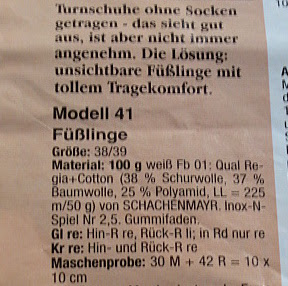 Turnschuhe ohne Socken
getragen - das sieht gut
aus, ist aber nicht immer
angenehm. Die Lösung:
unsichtbare Füßlinge mit
tollem Tragekomfort.
Modell 41
Füßlinge
Größe: 38/39
Material: 100 g weiß Fb 01: Qual Re-
gia+Cotton (38 % Schurwolle, 37 %
Baumwolle, 25 % Polyamid, LL = 225
m/50 g) von SCHACHENMAYR. Inox-N-
Spiel Nr 2,5. Gummifaden.
Gl re: Hin-R re, Rück-R li; in Rd nur re
Kr re: Hin- und Rück-R re
Maschenprobe: 30 M + 42 R = 10 x
10 cm